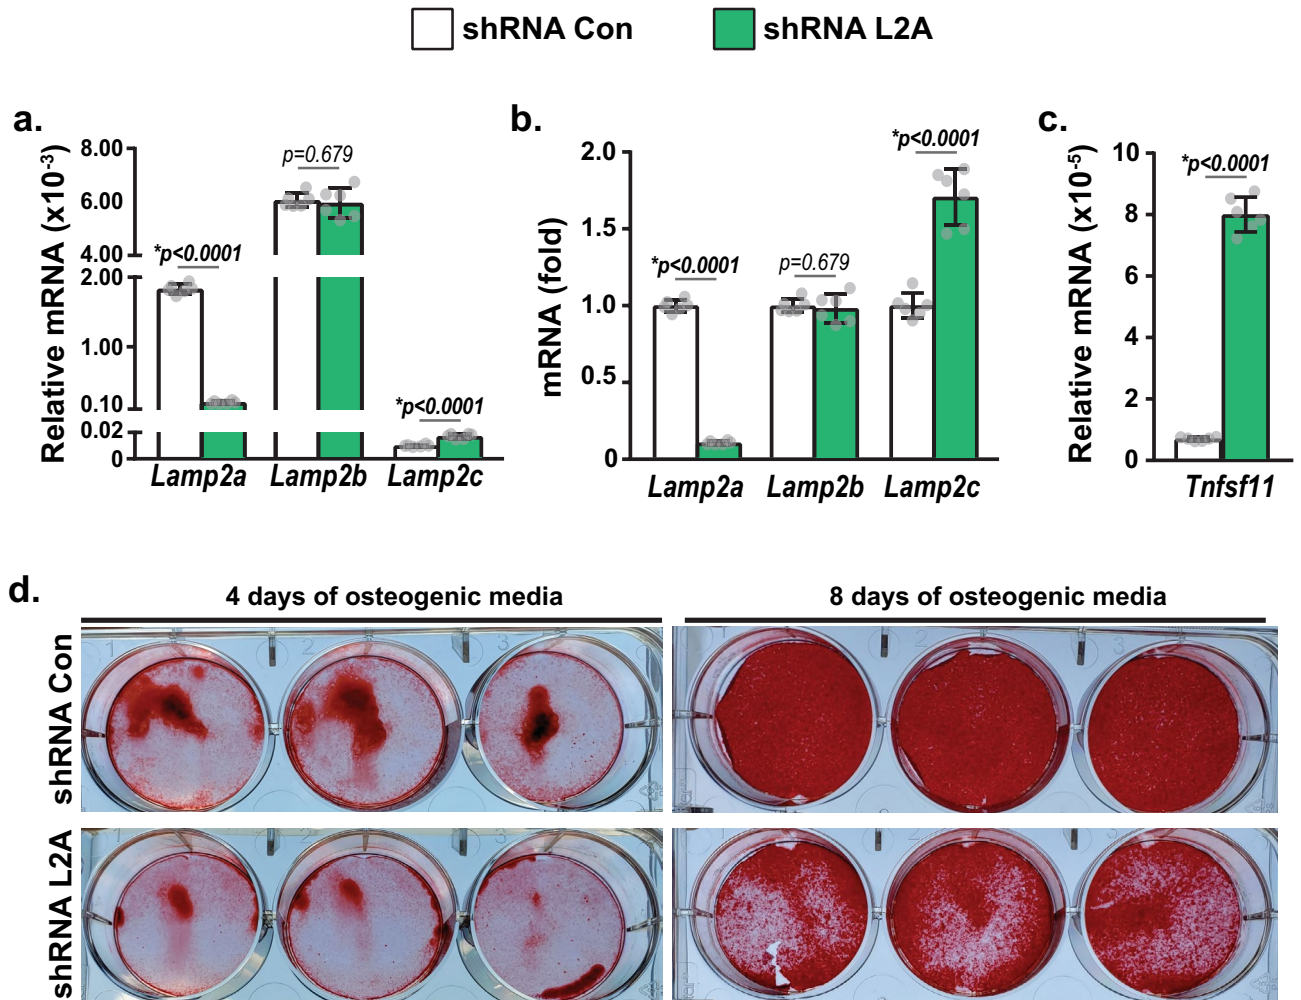 shRNA Con shRNA L2A
a. b. c.
Relative mRNA (x10-3)
8.00
6.00
4.00
2.00
1.00
0.10
0.02
0
*p<0.0001
p=0.679
*p<0.0001
Lamp2a Lamp2b Lamp2c
mRNA (fold)
2.0
1.5
1.0
0.5
0
*p<0.0001
p=0.679
*p<0.0001
Lamp2a Lamp2b Lamp2c
Relative mRNA (x10-5)
10
8
6
4
2
0
*p<0.0001
Tnfsf11
d.
4 days of osteogenic media 8 days of osteogenic media
shRNA Con
1 2 3
shRNA L2A